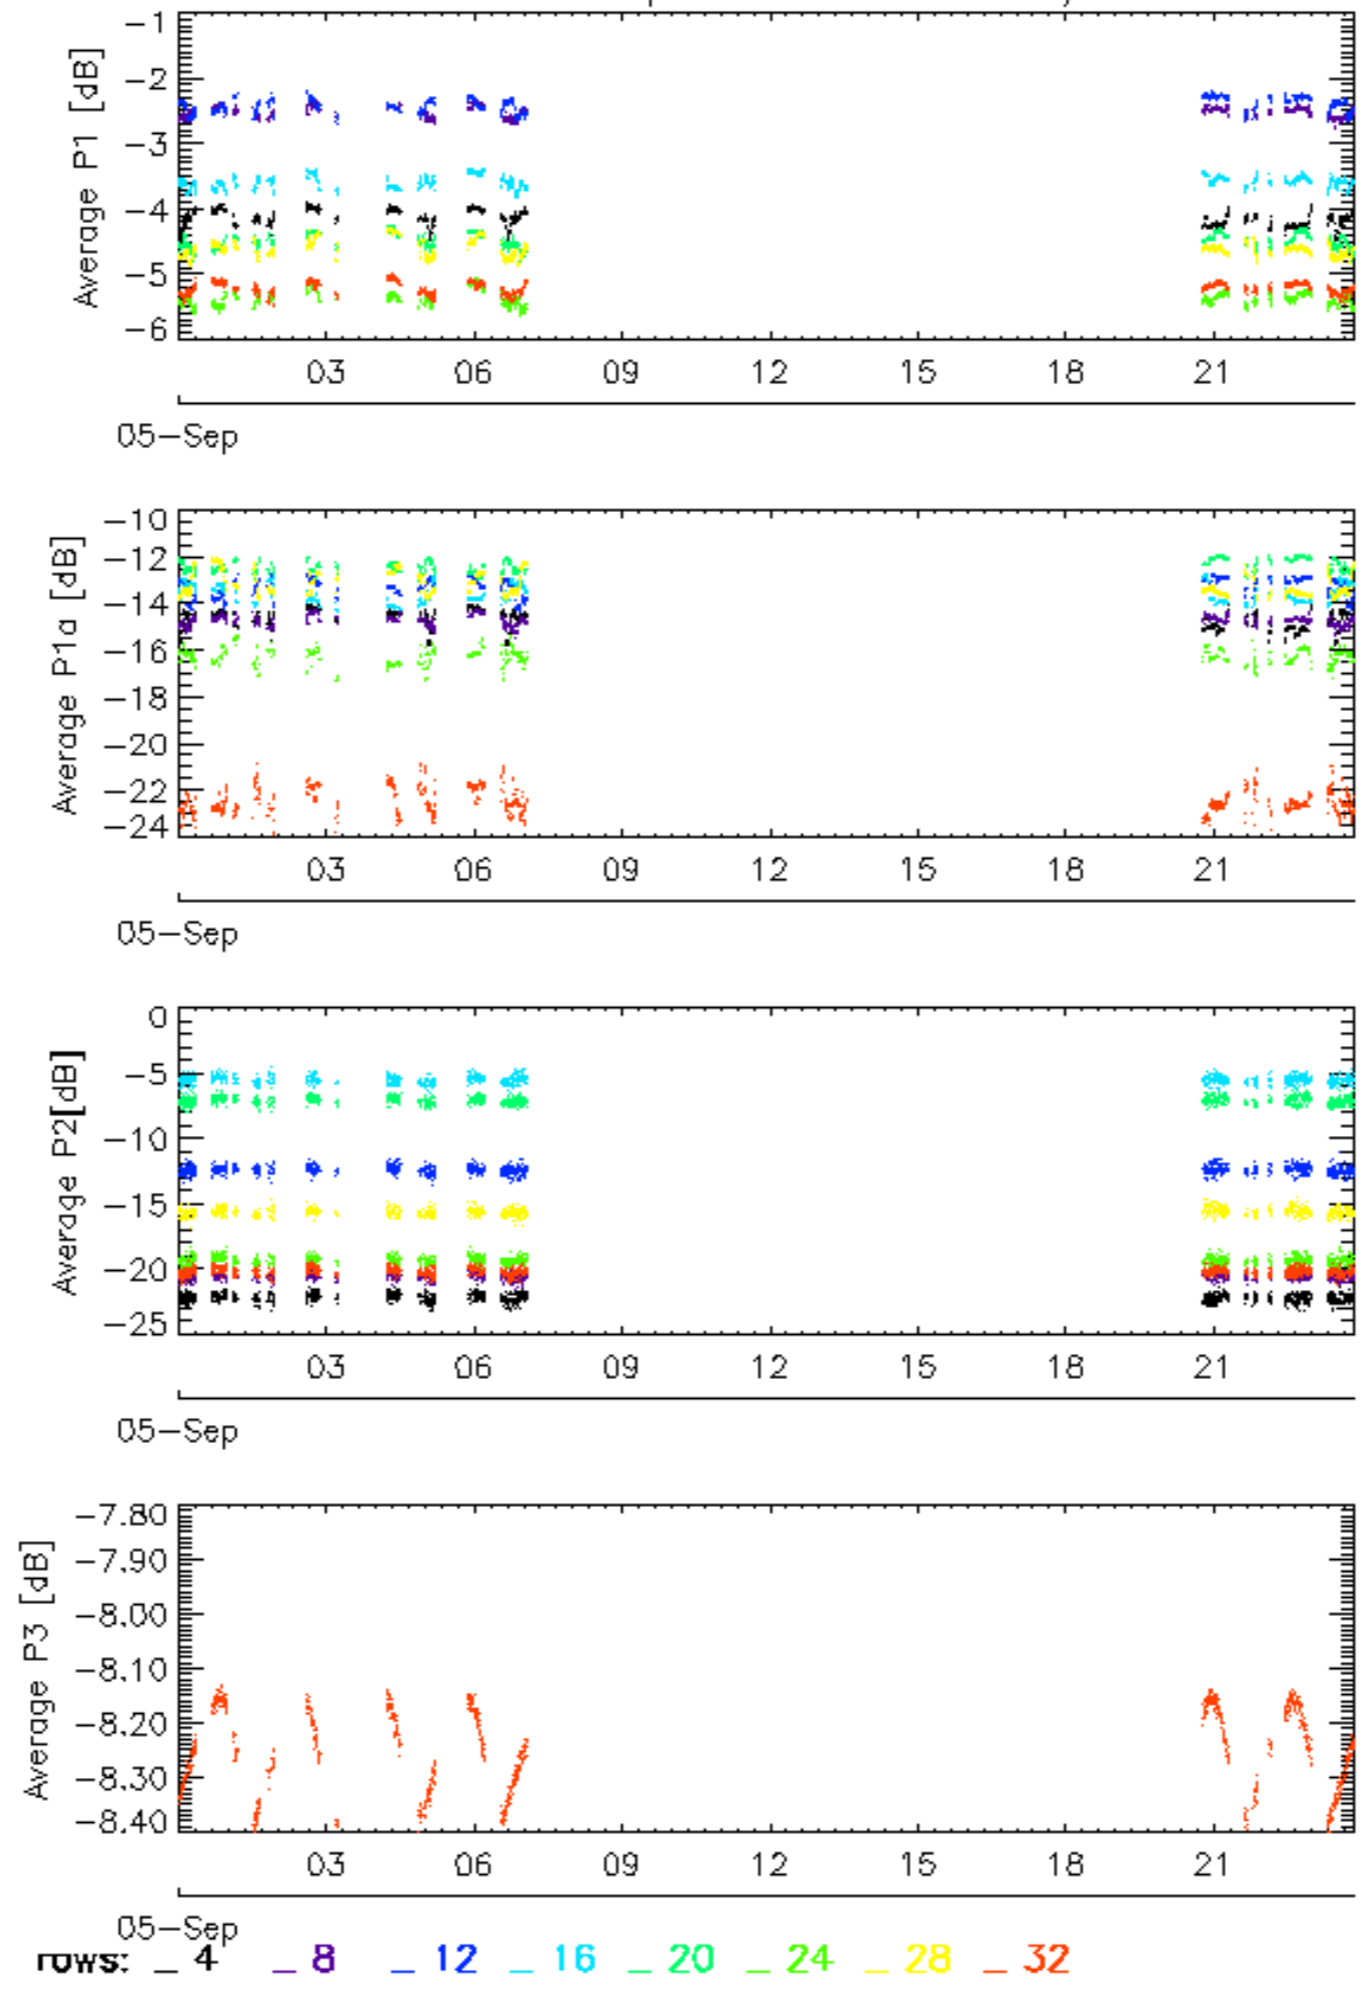 -1
-2
-3
-4
-5
-6
Average P1 [dB]
03 06 09 12 15 18 21
05-Sep
-10
-12
-14
-16
-18
-20
-22
-24
Average P1a [dB]
03 06 09 12 15 18 21
05-Sep
0
-5
-10
-15
-20
-25
Average P2[dB]
03 06 09 12 15 18 21
05-Sep
-7.80
-7.90
-8.00
-8.10
-8.20
-8.30
-8.40
Average P3 [dB]
03 06 09 12 15 18 21
05-Sep
rows: _ 4 _ 8 _ 12 _ 16 _ 20 _ 24 _ 28 _ 32